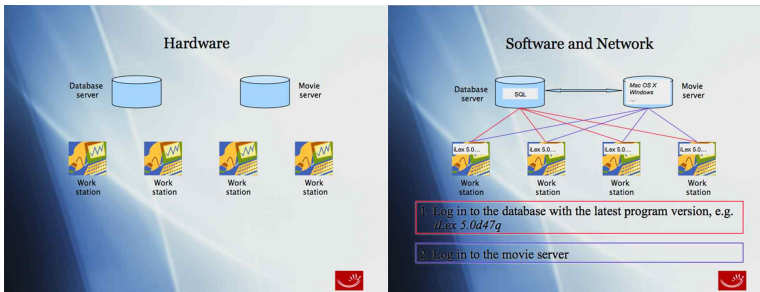 Hardware
Database
server
Movie
server
Work
station
Work
station
Work
station
Work
station
Software and Network
Database
server
SQL
Mac OS X
Windows
...
Movie
server
iLex 5.0...
iLex 5.0...
iLex 5.0...
iLex 5.0...
Work
station
Work
station
Work
station
Work
station
1. Log in to the database with the latest program version, e.g.
iLex 5.0d47q
2. Log in to the movie server